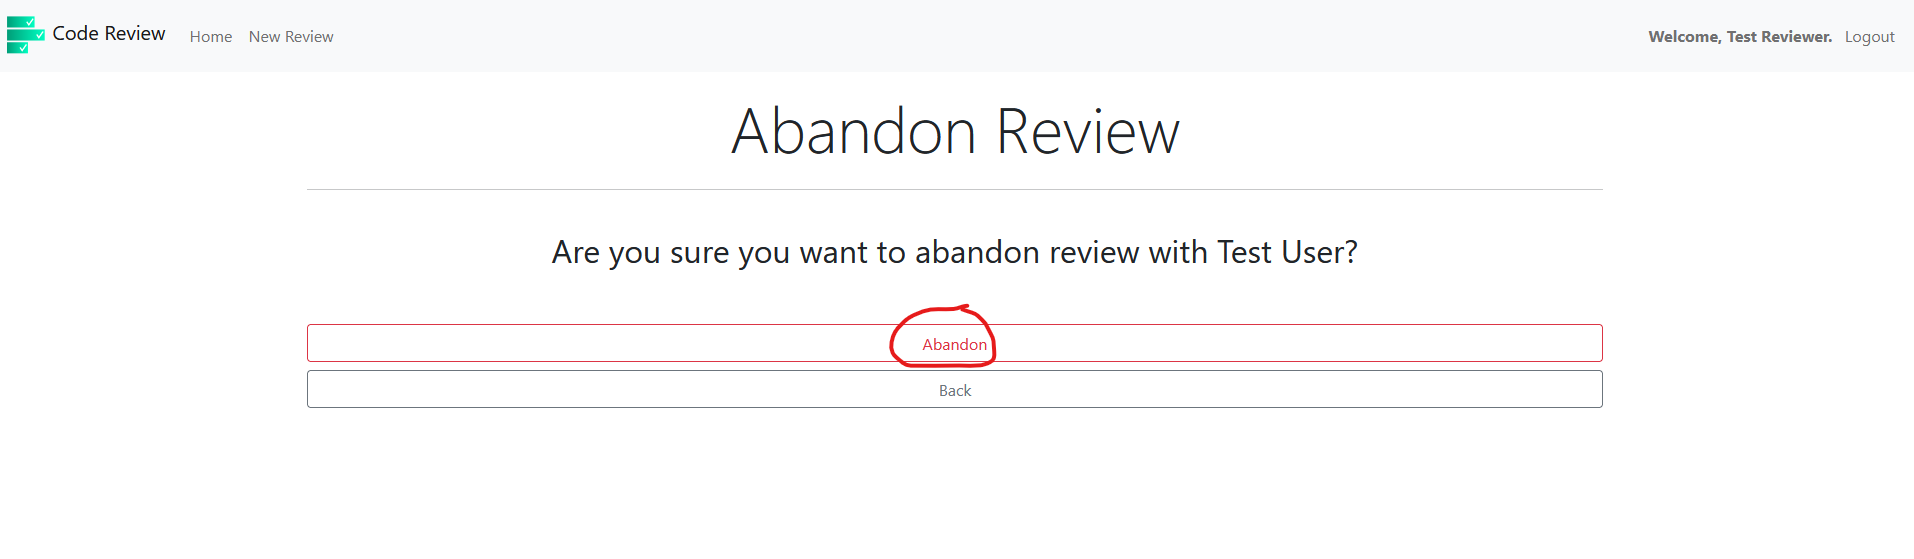 Code Review Home New Review Welcome, Test Reviewer. Logout
Abandon Review
Are you sure you want to abandon review with Test User?
Abandon
Back